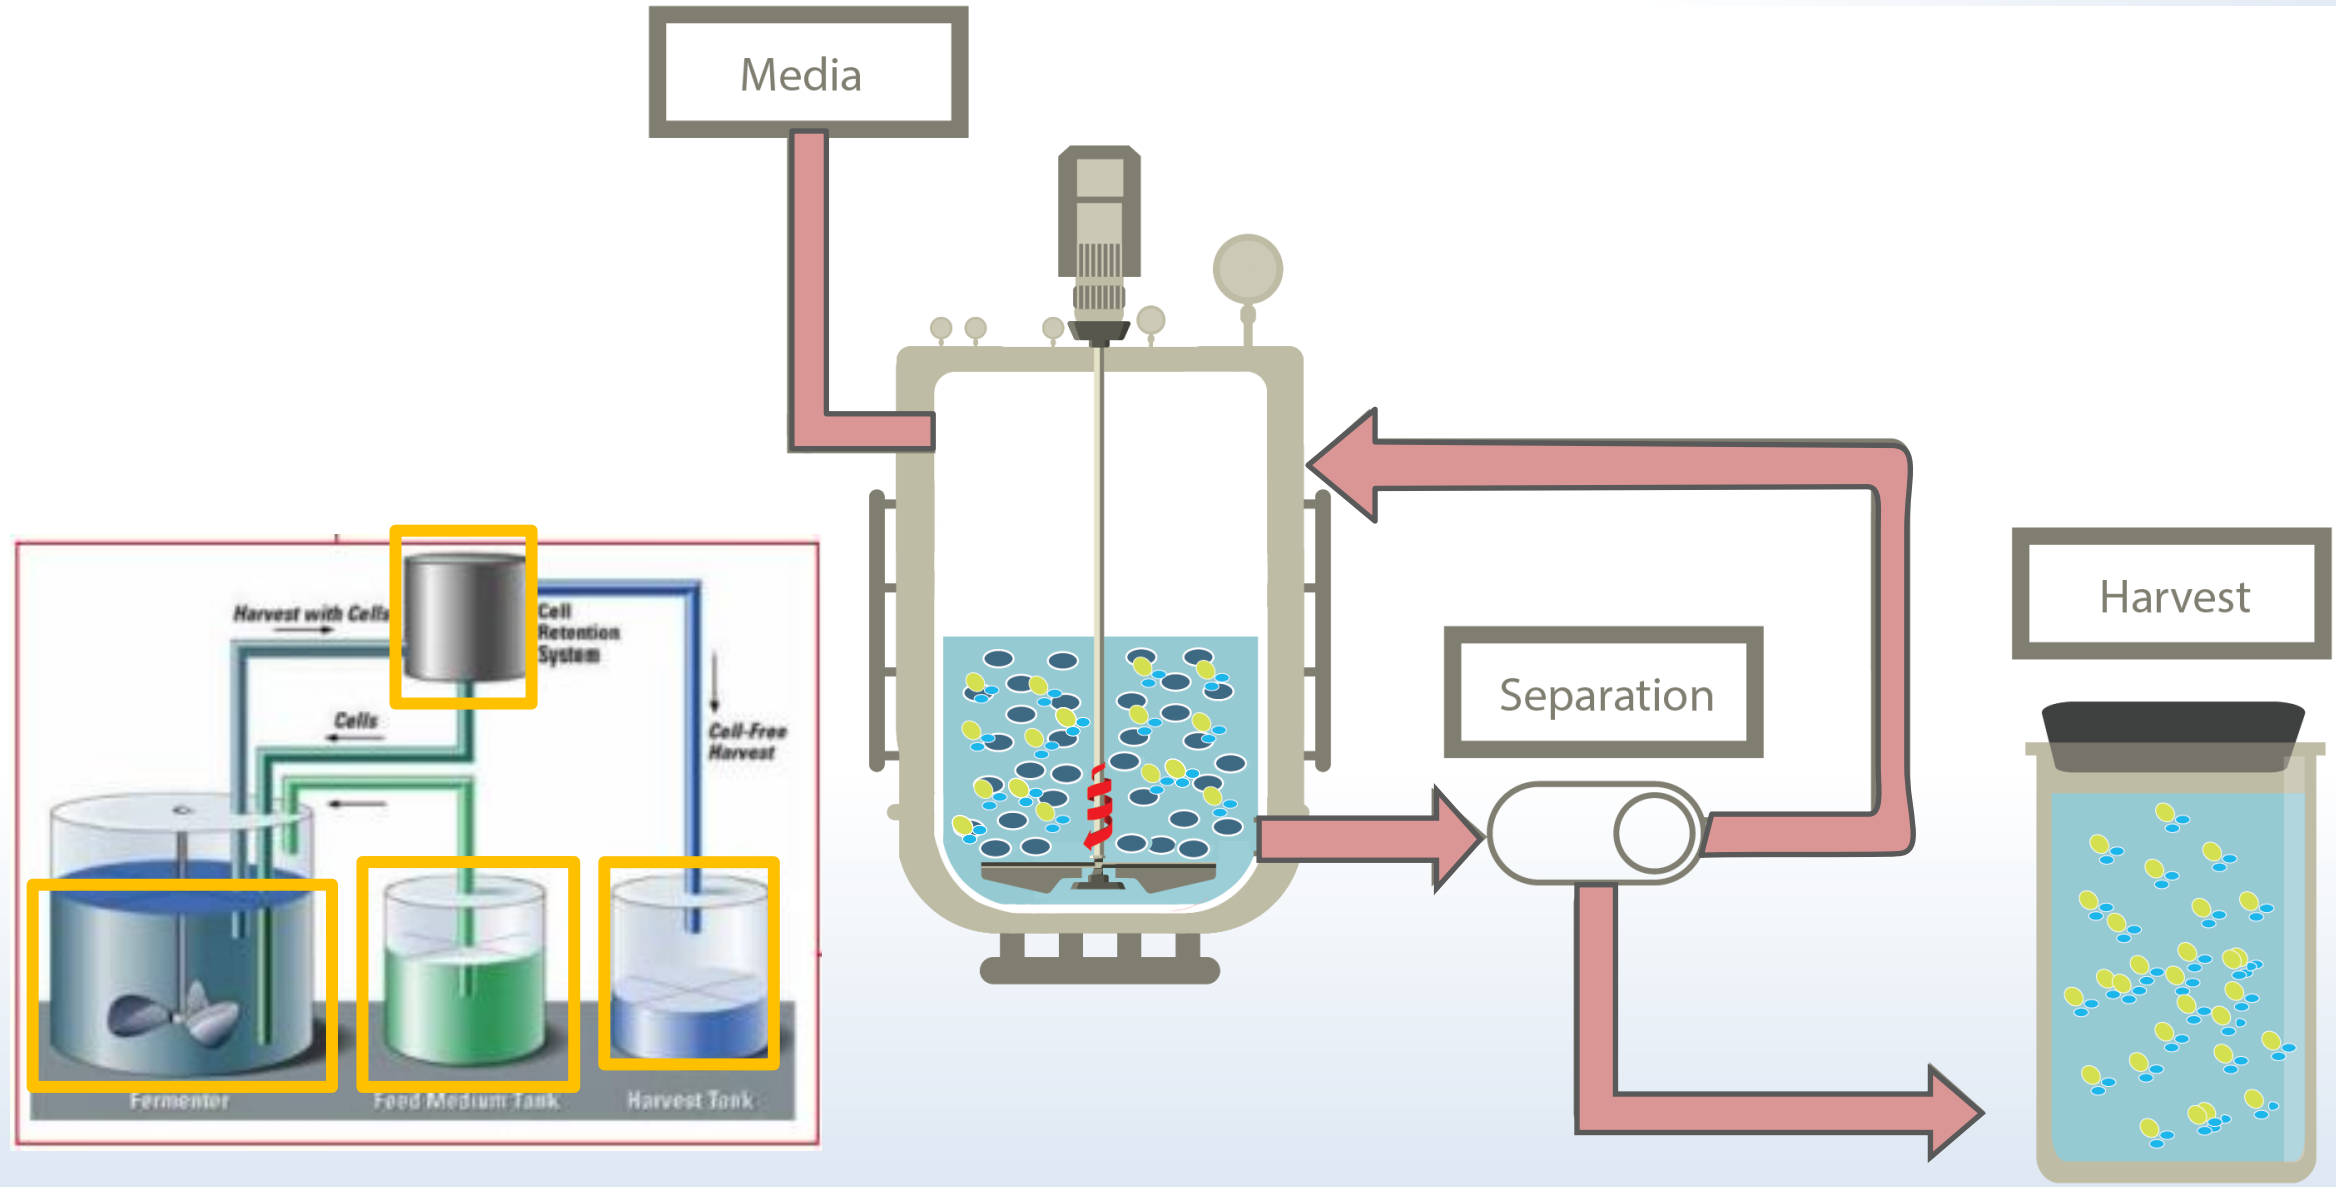 Media
Harvest with Cells
Cell
Retention
System
Cells
Cell-Free
Harvest
Fermenter
Feed Medium Tank
Harvest Tank
Separation
Harvest